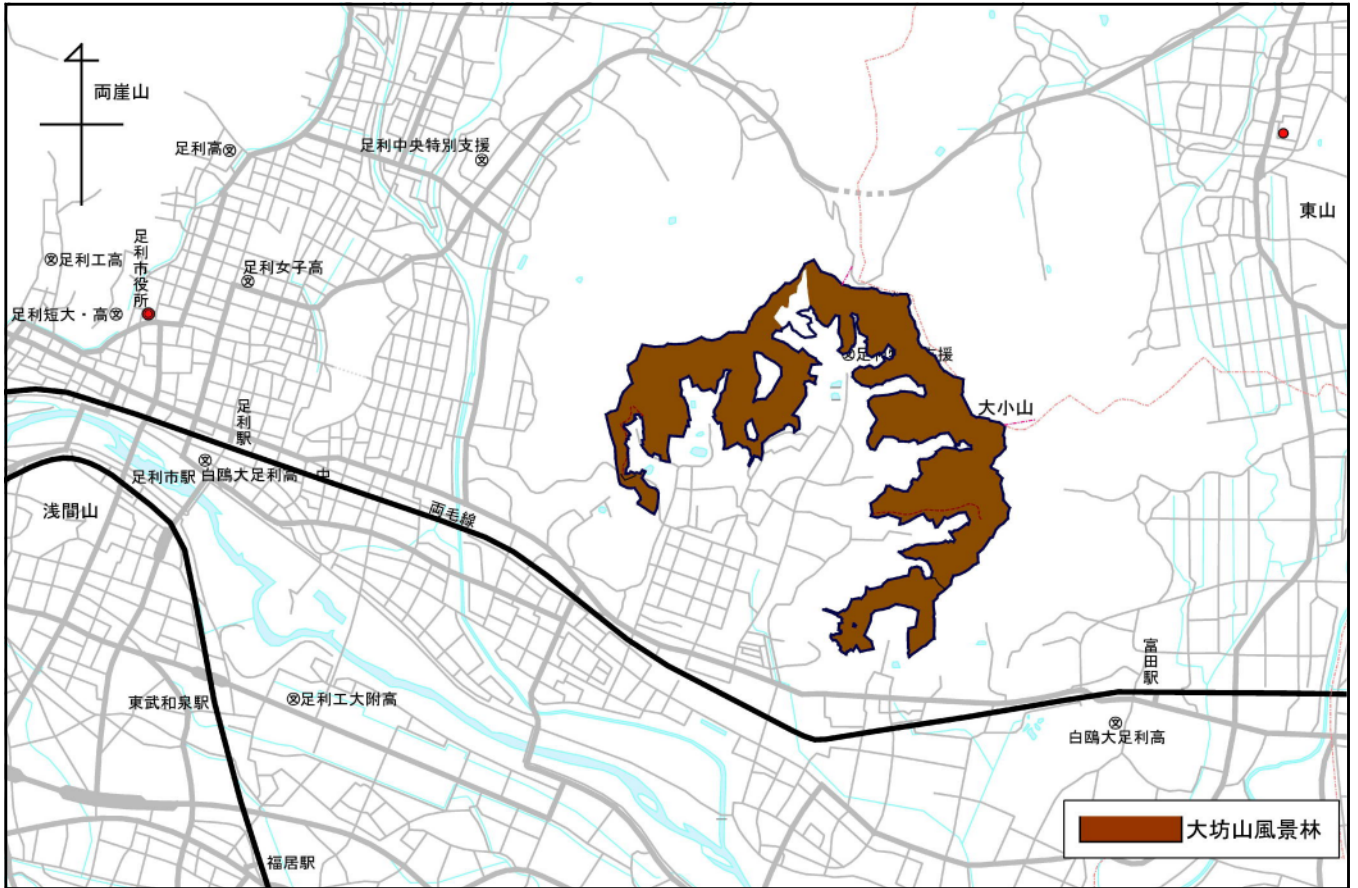 両崖山
足利高
足利中央特別支援
東山
足利工高
足利市役所
足利女子高
足利短大・高
支援
大小山
足利駅
足利市駅
白鴎大足利高
中
浅間山
両毛線
富田駅
東武和泉駅
足利工大附高
白鴎大足利高
大坊山風景林
福居駅